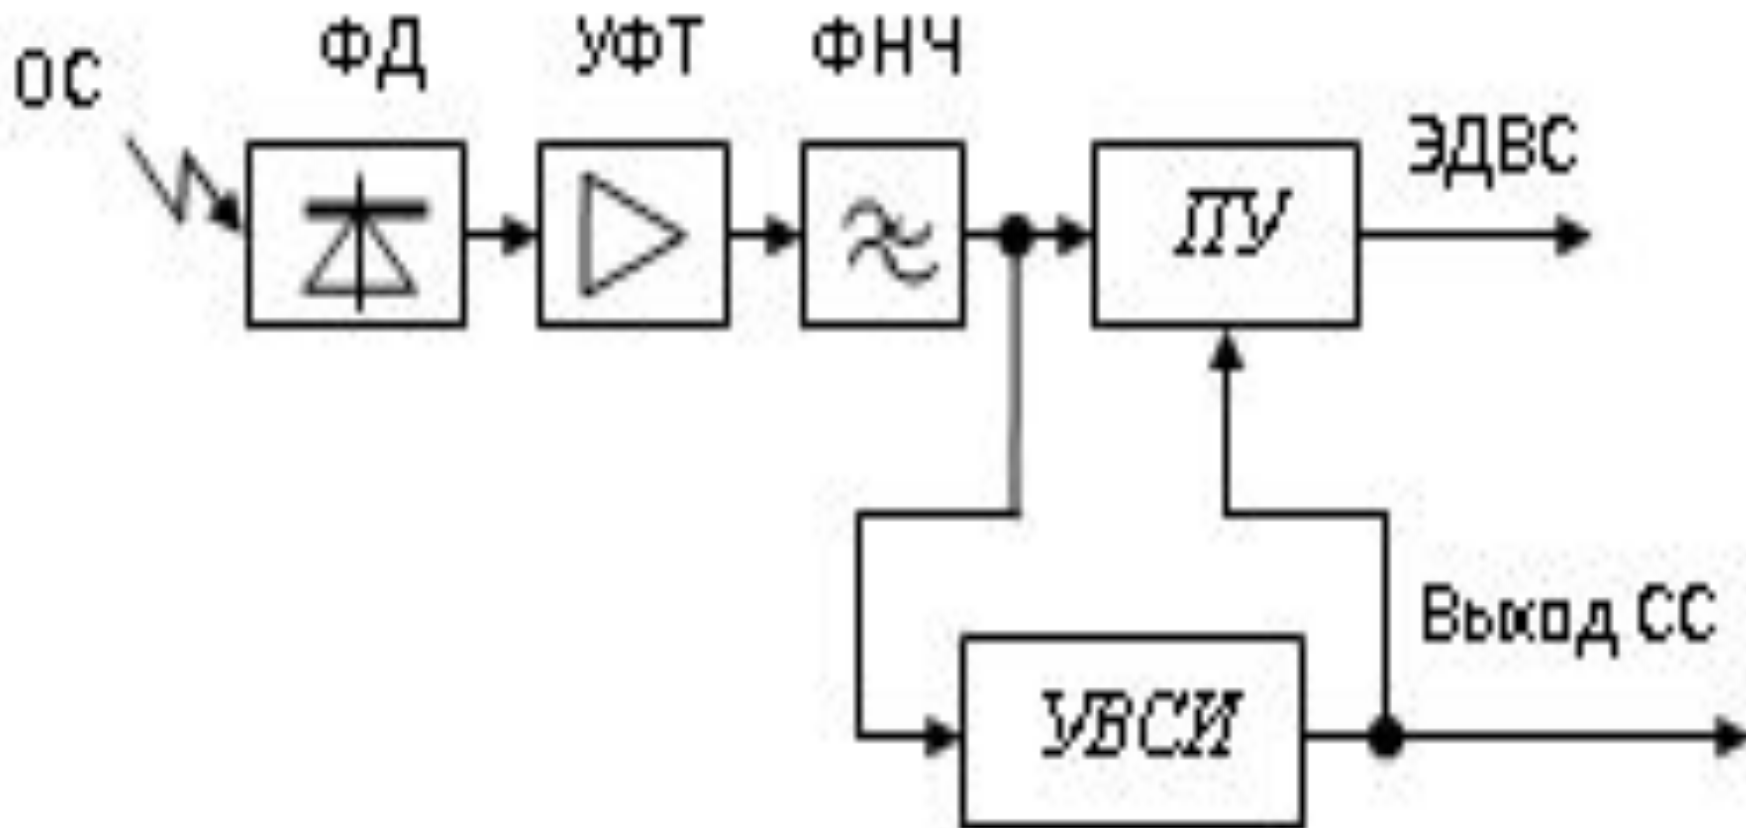 ОС
ФД
УФТ
ФНЧ
ПУ
ЭДВС
УВСИ
Выход СС